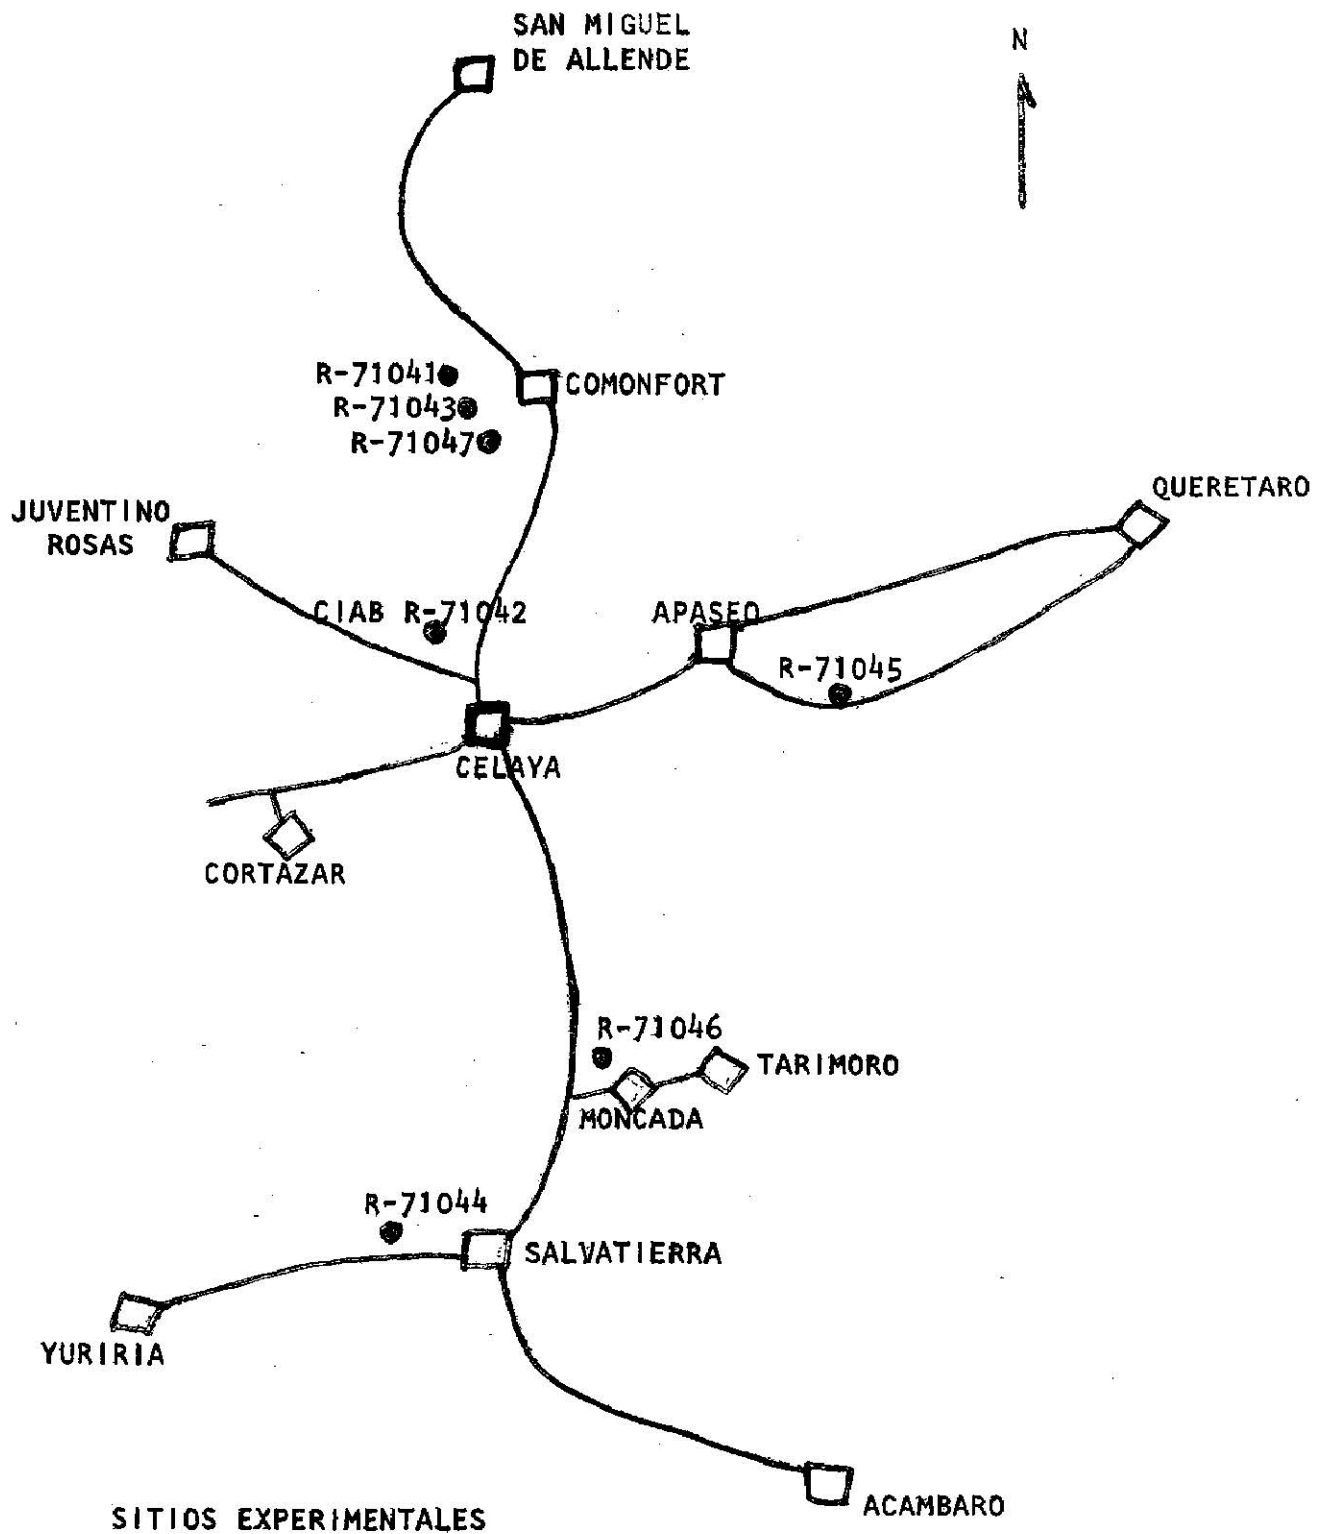 SAN MIGUEL
DE ALLENDE
N
R-71041
COMONFORT
R-71043
R-71047
QUERETARO
JUVENTINO
ROSAS
CIAB R-71042
APASEO
R-71045
CELAYA
CORTAZAR
R-71046
TARIMORO
MONCADA
R-71044
SALVATIERRA
YURIRIA
ACAMBARO
SITIOS EXPERIMENTALES